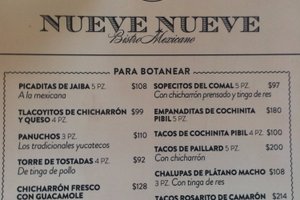 NUEVE NUEVE
Bistro Mexicano
PARA BOTANEAR
PICADITAS DE JAIBA 5 PZ. $108
A la mexicana
TLACOYITOS DE CHICHARRÓN $99
Y QUESO 4 PZ.
PANUCHOS 3 PZ. $110
Los tradicionales yucatecos
TORRE DE TOSTADAS 4 PZ. $92
De tinga de pollo
CHICHARRÓN FRESCO $128
CON GUACAMOLE
SOPECITOS DEL COMAL 5 PZ. $97
Con chicharrón prensado y tinga de res
EMPANADITAS DE COCHINITA $180
PIBIL 5 PZ.
TACOS DE COCHINITA PIBIL 4 PZ. $100
TACOS DE PAILLARD 5 PZ. $200
Con chicharrón
CHALUPAS DE PLÁTANO MACHO $108
3 PZ. Con tinga de res
TACOS ROSARITO DE CAMARÓN $214